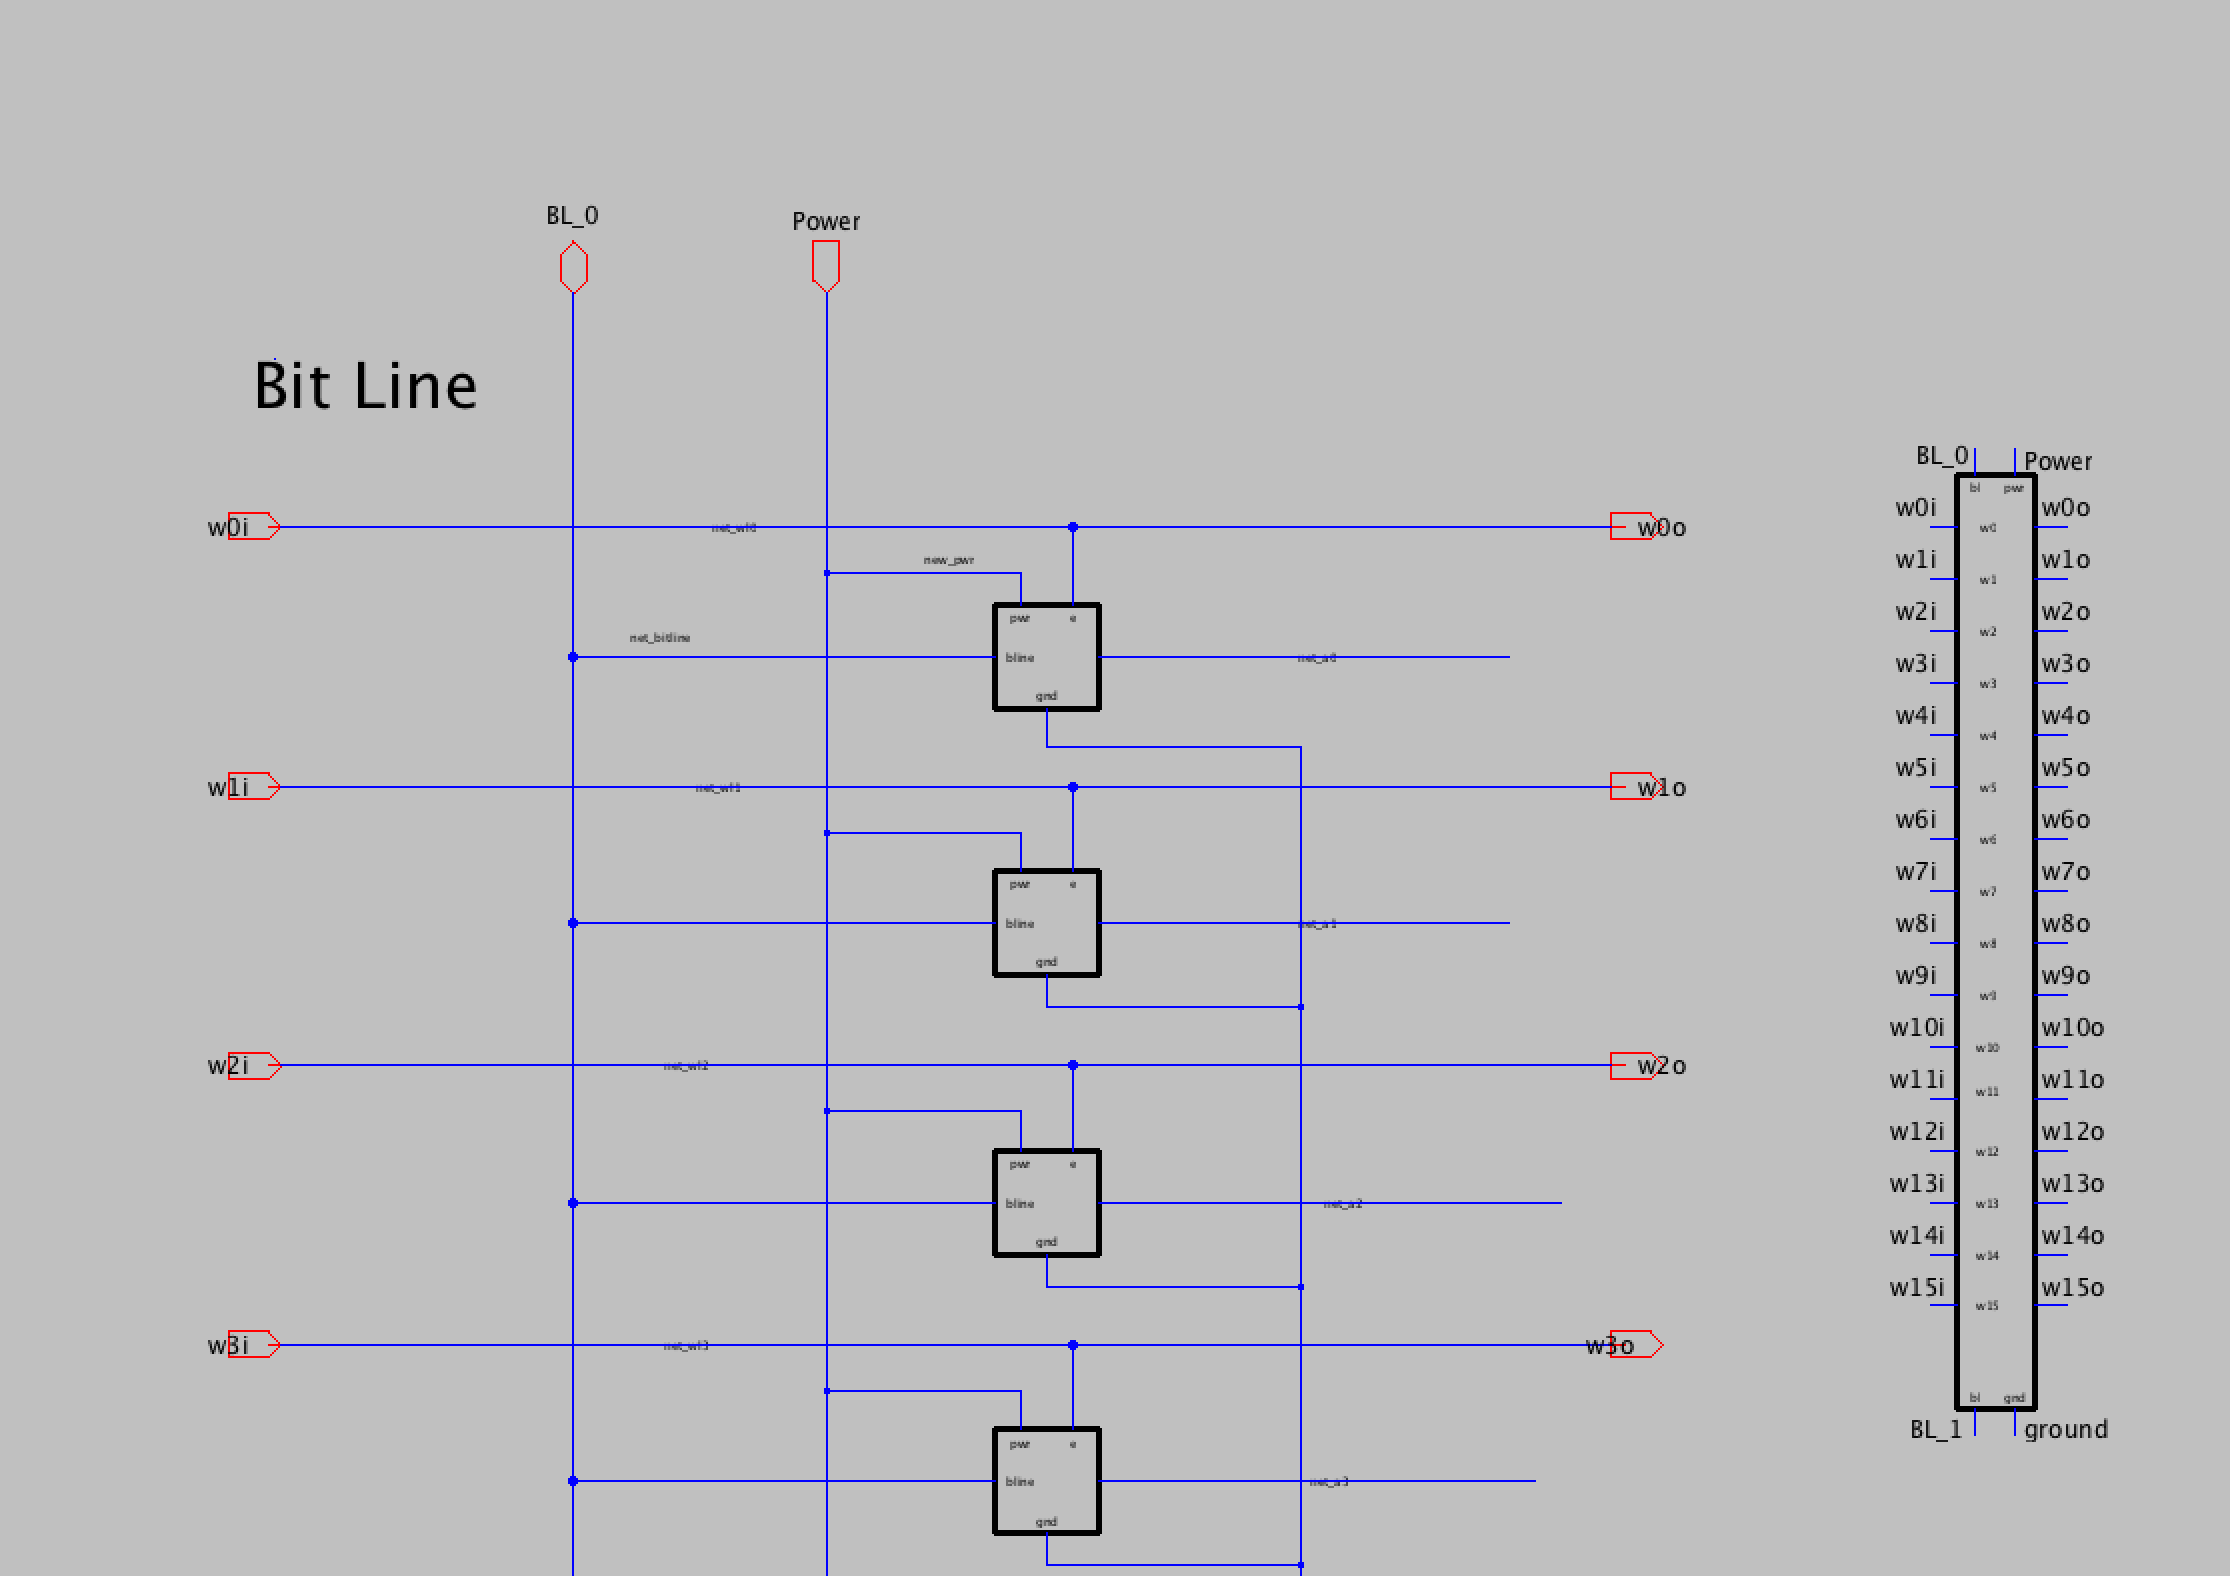 BL_0
Power
Bit Line
BL_0
Power
bl pwr
w0i
w0o
w0i
w0
w0o
net_wl0
w1i
w1
w1o
new_pwr
pwr e
w2i
w2
w2o
net_bitline
bline
net_a0
w3i
w3
w3o
gnd
w4i
w4
w4o
w1i
net_wl1
w1o
w5i
w5
w5o
w6i
w6
w6o
pwr e
w7i
w7
w7o
bline
net_a1
w8i
w8
w8o
gnd
w9i
w9
w9o
w10i
w10
w10o
w2i
net_wl2
w2o
w11i
w11
w11o
pwr e
w12i
w12
w12o
bline
net_a2
w13i
w13
w13o
gnd
w14i
w14
w14o
w15i
w15
w15o
w3i
net_wl3
w3o
bl gnd
BL_1
ground
pwr e
bline
net_a3
gnd